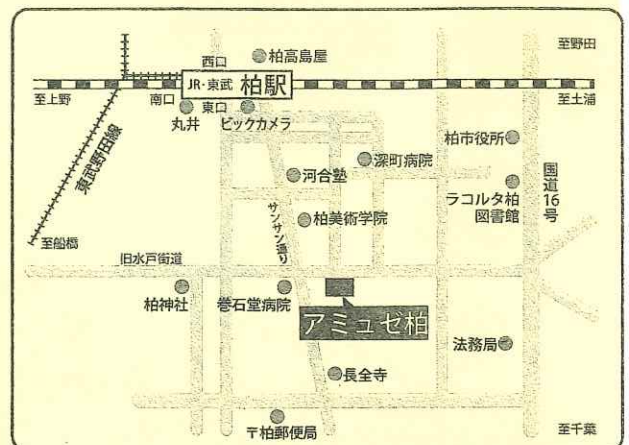 至野田
柏高島屋
西口
JR・東武 柏駅
至上野
南口
東口
至土浦
丸井
ビックカメラ
東武野田線
柏市役所
深町病院
河合塾
国道16号
ラコルタ柏
図書館
柏美術学院
サンサン通り
至船橋
旧水戸街道
柏神社
巻石堂病院
アミュゼ柏
法務局
長全寺
〒柏郵便局
至千葉